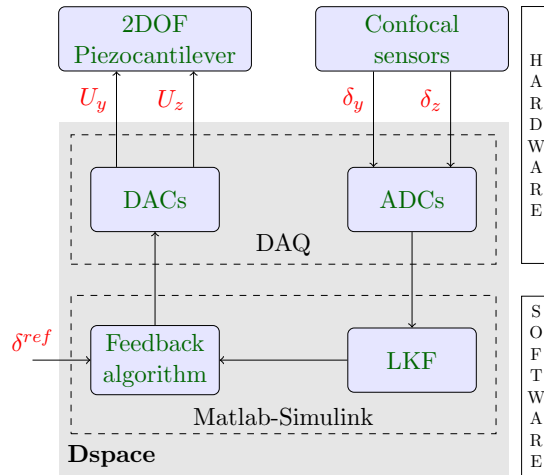 2DOF
Piezocantilever
Confocal
sensors
U_y
U_z
δ_y
δ_z
DACs
ADCs
DAQ
δ^{ref}
Feedback
algorithm
LKF
Matlab-Simulink
Dspace
H
A
R
D
W
A
R
E
S
O
F
T
W
A
R
E